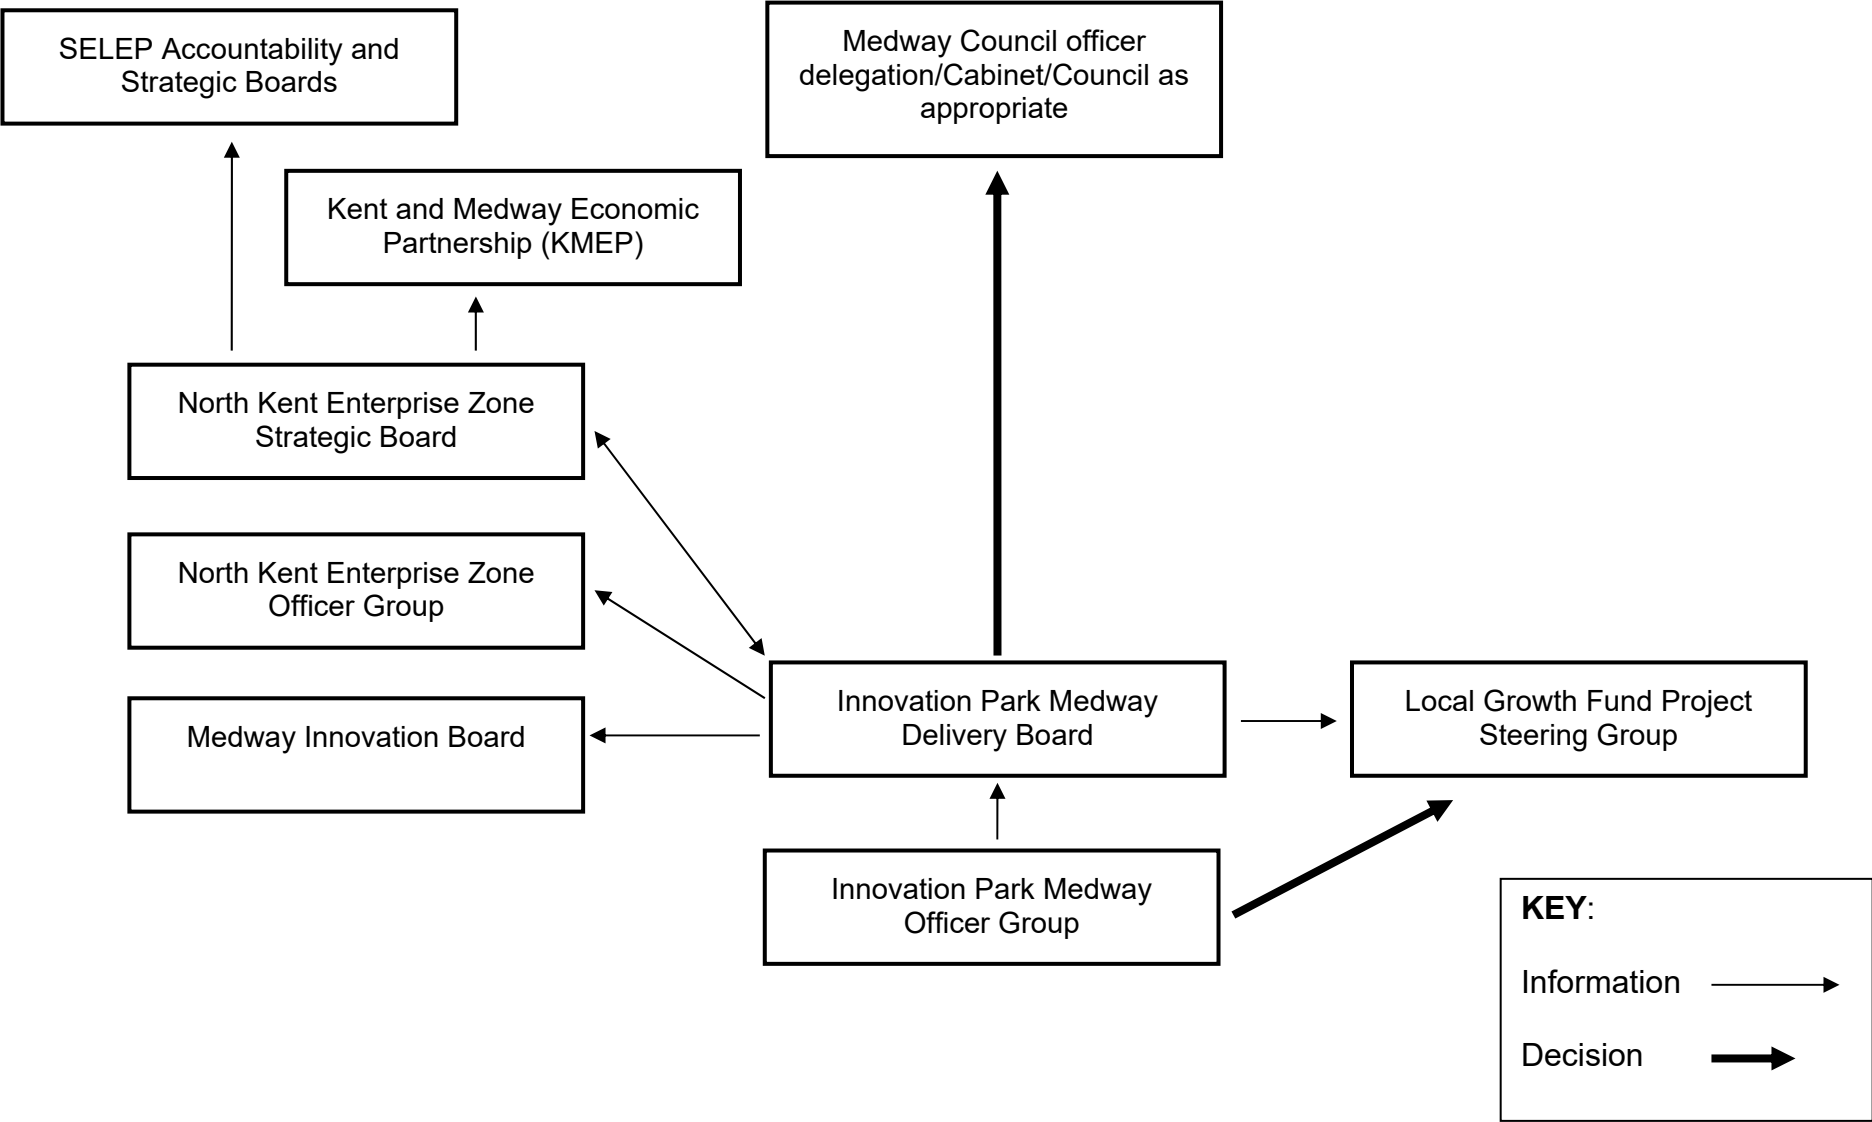 SELEP Accountability and
Strategic Boards
Medway Council officer
delegation/Cabinet/Council as
appropriate
Kent and Medway Economic
Partnership (KMEP)
North Kent Enterprise Zone
Strategic Board
North Kent Enterprise Zone
Officer Group
Medway Innovation Board
Innovation Park Medway
Delivery Board
Local Growth Fund Project
Steering Group
Innovation Park Medway
Officer Group
KEY:
Information
Decision